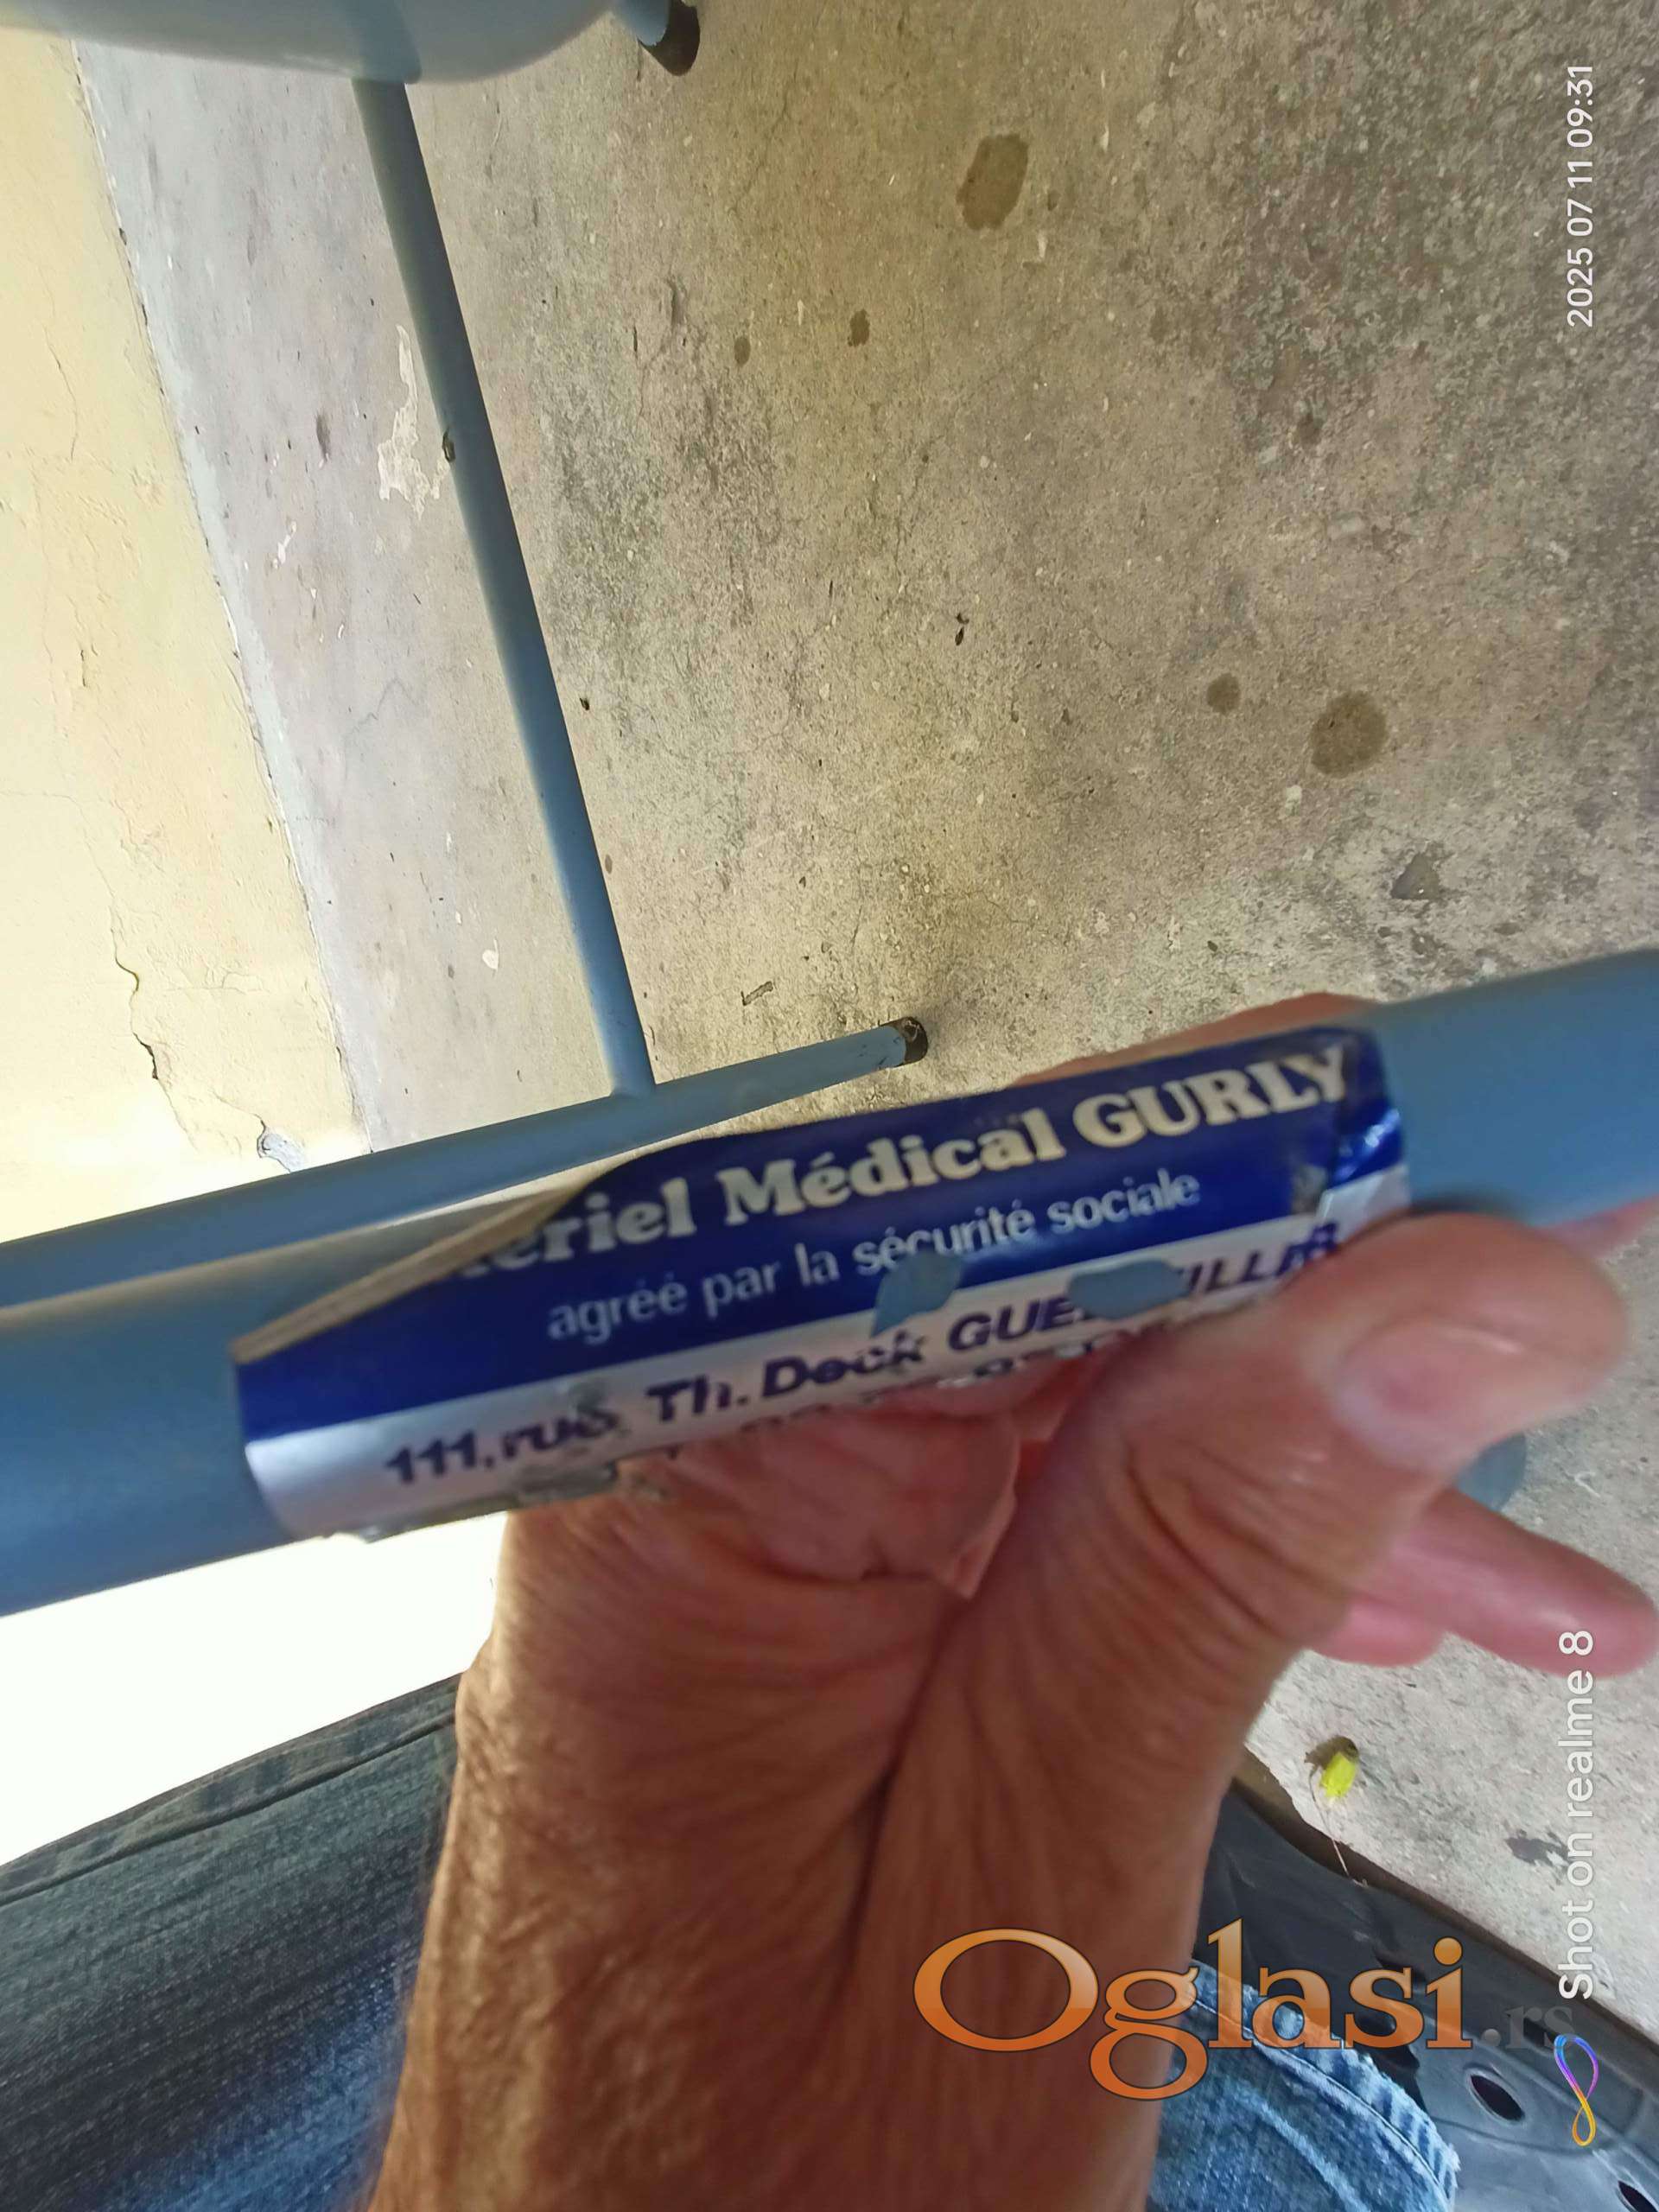 2025 07 11 09:31
ériel Médical GURLY
agréé par la sécurité sociale
111, rue Th. Deck
Shot on realme 8
Oglasi.rs